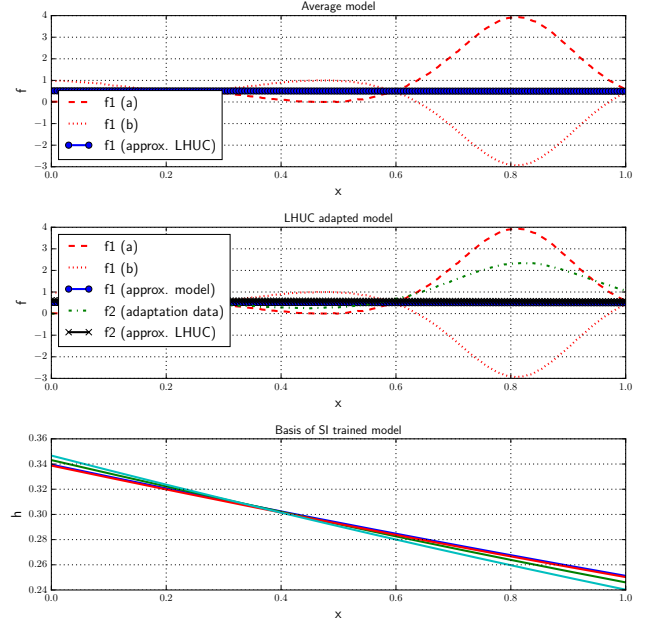 Average model
4
3
2
1
0
−1
−2
−3
f
f1 (a)
f1 (b)
f1 (approx. LHUC)
0.0 0.2 0.4 0.6 0.8 1.0
x
LHUC adapted model
4
3
2
1
0
−1
−2
−3
f
f1 (a)
f1 (b)
f1 (approx. model)
f2 (adaptation data)
f2 (approx. LHUC)
0.0 0.2 0.4 0.6 0.8 1.0
x
Basis of SI trained model
0.36
0.34
0.32
0.30
0.28
0.26
0.24
h
0.0 0.2 0.4 0.6 0.8 1.0
x